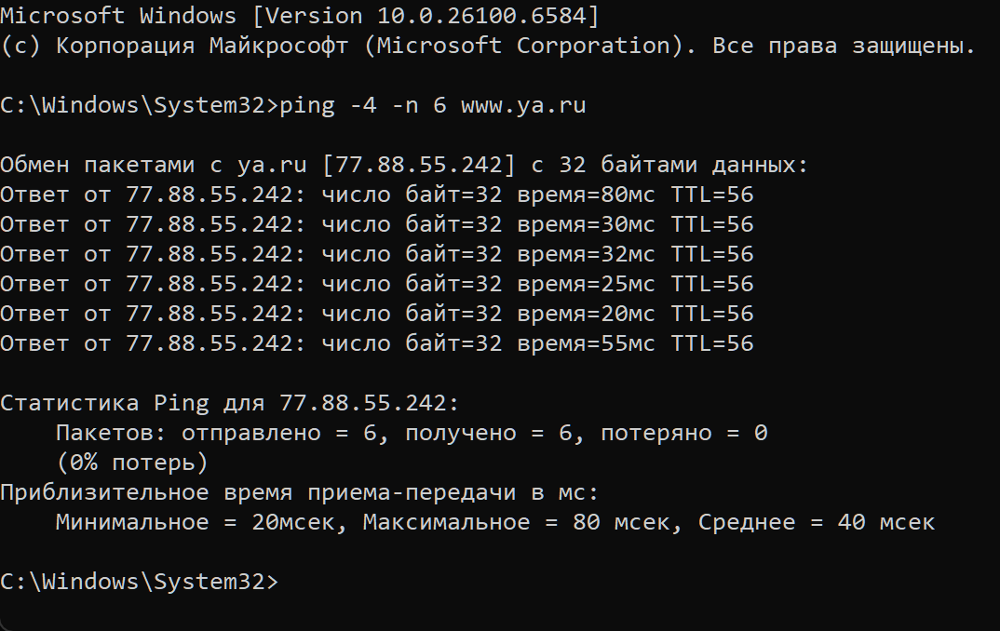 Microsoft Windows [Version 10.0.26100.6584]
(c) Корпорация Майкрософт (Microsoft Corporation). Все права защищены.
C:\Windows\System32>ping -4 -n 6 www.ya.ru
Обмен пакетами с ya.ru [77.88.55.242] с 32 байтами данных:
Ответ от 77.88.55.242: число байт=32 время=80мс TTL=56
Ответ от 77.88.55.242: число байт=32 время=30мс TTL=56
Ответ от 77.88.55.242: число байт=32 время=32мс TTL=56
Ответ от 77.88.55.242: число байт=32 время=25мс TTL=56
Ответ от 77.88.55.242: число байт=32 время=20мс TTL=56
Ответ от 77.88.55.242: число байт=32 время=55мс TTL=56
Статистика Ping для 77.88.55.242:
    Пакетов: отправлено = 6, получено = 6, потеряно = 0
    (0% потерь)
Приблизительное время приема-передачи в мс:
    Минимальное = 20мсек, Максимальное = 80 мсек, Среднее = 40 мсек
C:\Windows\System32>